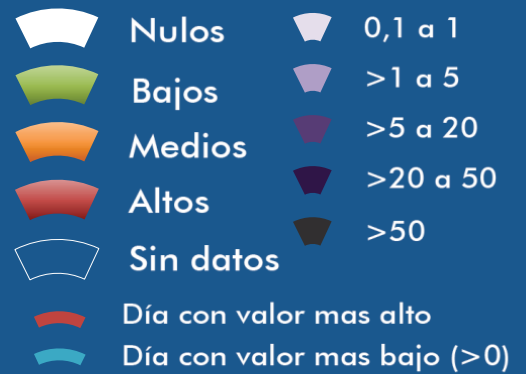 Nulos
Bajos
Medios
Altos
Sin datos
0,1 a 1
>1 a 5
>5 a 20
>20 a 50
>50
Día con valor mas alto
Día con valor mas bajo (>0)